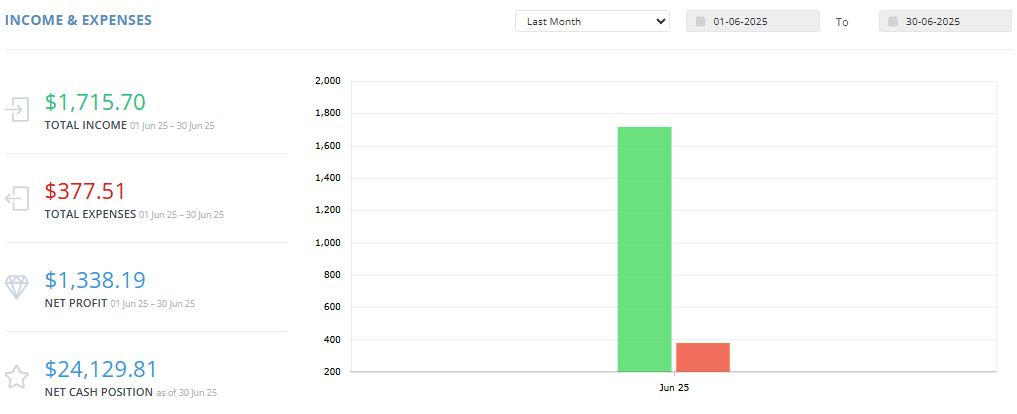 INCOME & EXPENSES
Last Month
01-06-2025
To
30-06-2025
$1,715.70
TOTAL INCOME 01 Jun 25 – 30 Jun 25
$377.51
TOTAL EXPENSES 01 Jun 25 – 30 Jun 25
$1,338.19
NET PROFIT 01 Jun 25 – 30 Jun 25
$24,129.81
NET CASH POSITION as of 30 Jun 25
2,000
1,800
1,600
1,400
1,200
1,000
800
600
400
200
Jun 25